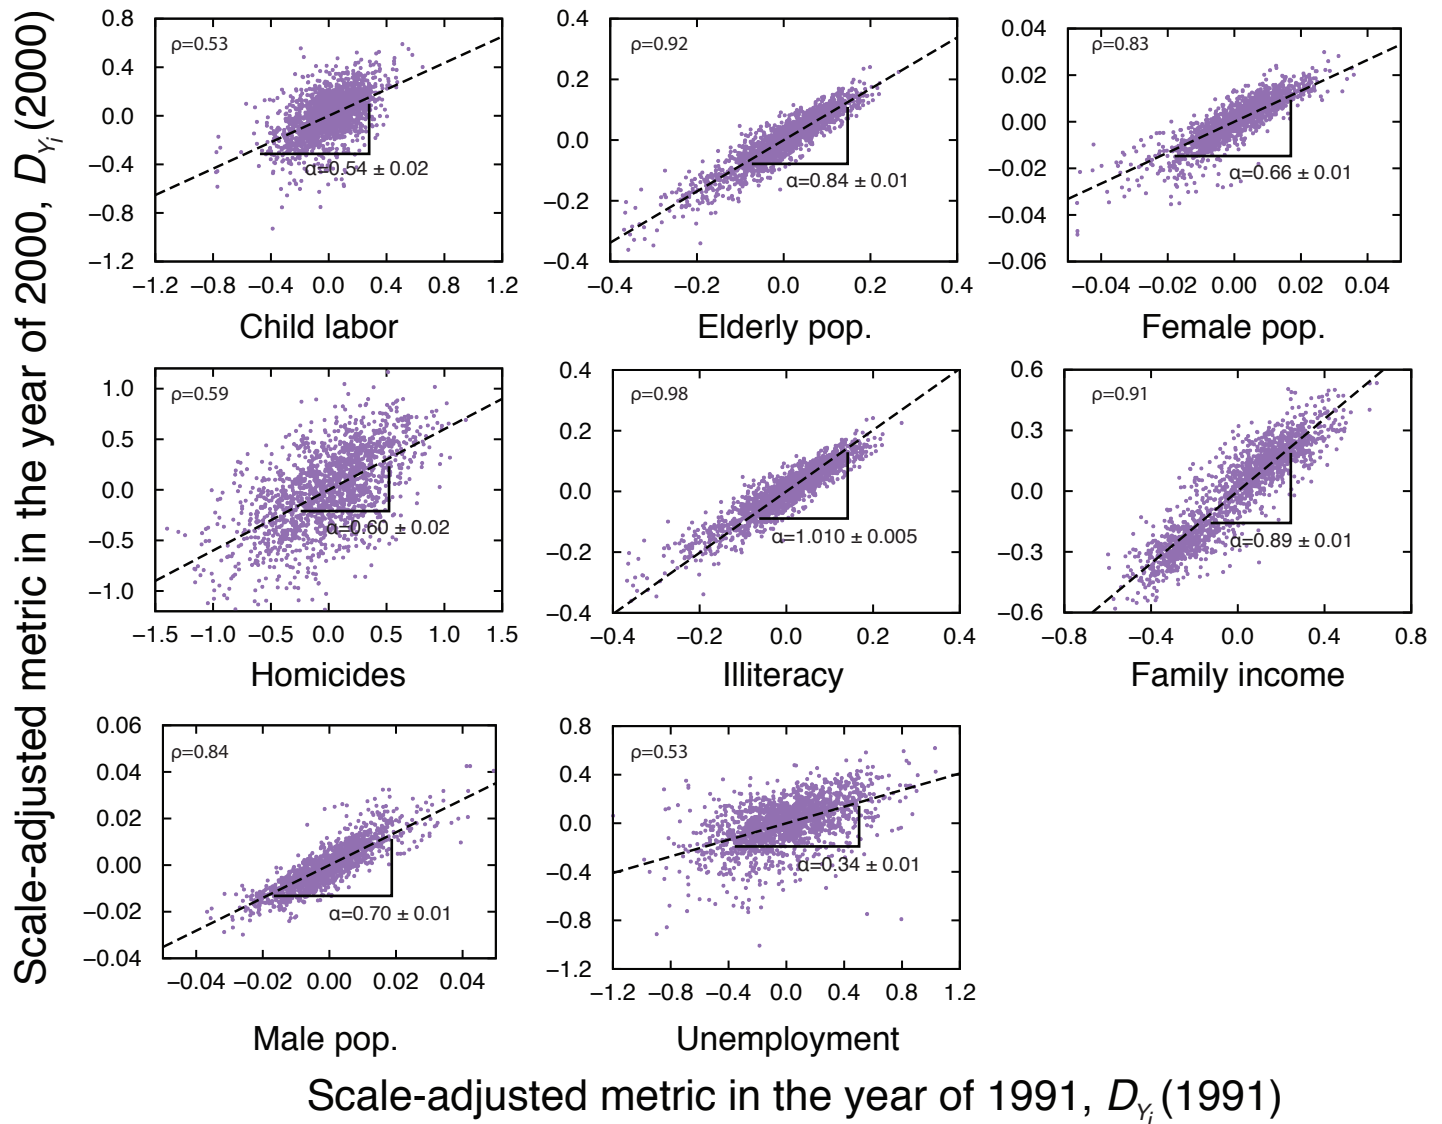 Scale-adjusted metric in the year of 2000, D_{Y_i}(2000)
0.8
0.4
0.0
−0.4
−0.8
−1.2
ρ=0.53
α=0.54 ± 0.02
−1.2 −0.8 −0.4 0.0 0.4 0.8 1.2
Child labor
0.4
0.2
0.0
−0.2
−0.4
ρ=0.92
α=0.84 ± 0.01
−0.4 −0.2 0.0 0.2 0.4
Elderly pop.
0.04
0.02
0.00
−0.02
−0.04
−0.06
ρ=0.83
α=0.66 ± 0.01
−0.04 −0.02 0.00 0.02 0.04
Female pop.
1.0
0.5
0.0
−0.5
−1.0
ρ=0.59
α=0.60 ± 0.02
−1.5 −1.0 −0.5 0.0 0.5 1.0 1.5
Homicides
0.4
0.2
0.0
−0.2
−0.4
ρ=0.98
α=1.010 ± 0.005
−0.4 −0.2 0.0 0.2 0.4
Illiteracy
0.6
0.3
0.0
−0.3
−0.6
ρ=0.91
α=0.89 ± 0.01
−0.8 −0.4 0.0 0.4 0.8
Family income
0.06
0.04
0.02
0.00
−0.02
−0.04
ρ=0.84
α=0.70 ± 0.01
−0.04 −0.02 0.00 0.02 0.04
Male pop.
0.8
0.4
0.0
−0.4
−0.8
−1.2
ρ=0.53
α=0.34 ± 0.01
−1.2 −0.8 −0.4 0.0 0.4 0.8 1.2
Unemployment
Scale-adjusted metric in the year of 1991, D_{Y_i}(1991)